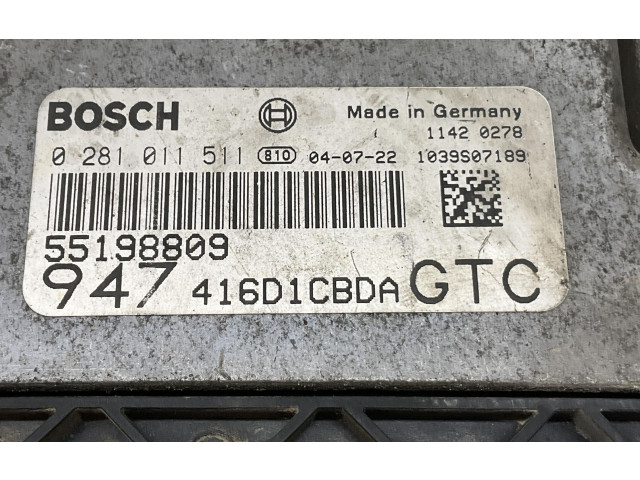 BOSCH Made in Germany
1142 0278
0 281 011 511 810 04-07-22 1039S07189
55198809
947 416D1CBDA GTC